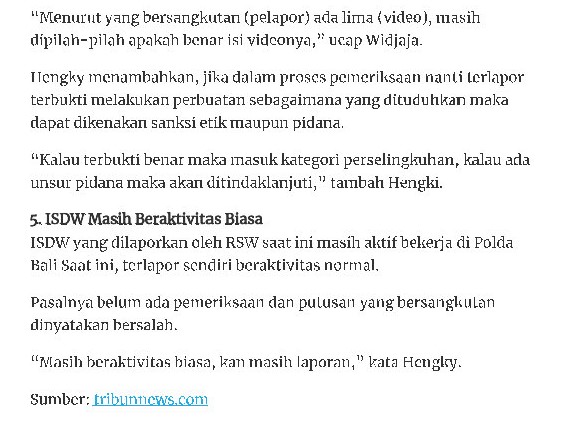 “Menurut yang bersangkutan (pelapor) ada lima (video), masih
dipilah-pilah apakah benar isi videonya,” ucap Widjaja.
Hengky menambahkan, jika dalam proses pemeriksaan nanti terlapor
terbukti melakukan perbuatan sebagaimana yang dituduhkan maka
dapat dikenakan sanksi etik maupun pidana.
“Kalau terbukti benar maka masuk kategori perselingkuhan, kalau ada
unsur pidana maka akan ditindaklanjuti,” tambah Hengki.
5. ISDW Masih Beraktivitas Biasa
ISDW yang dilaporkan oleh RSW saat ini masih aktif bekerja di Polda
Bali Saat ini, terlapor sendiri beraktivitas normal.
Pasalnya belum ada pemeriksaan dan putusan yang bersangkutan
dinyatakan bersalah.
“Masih beraktivitas biasa, kan masih laporan,” kata Hengky.
Sumber: tribunnews.com